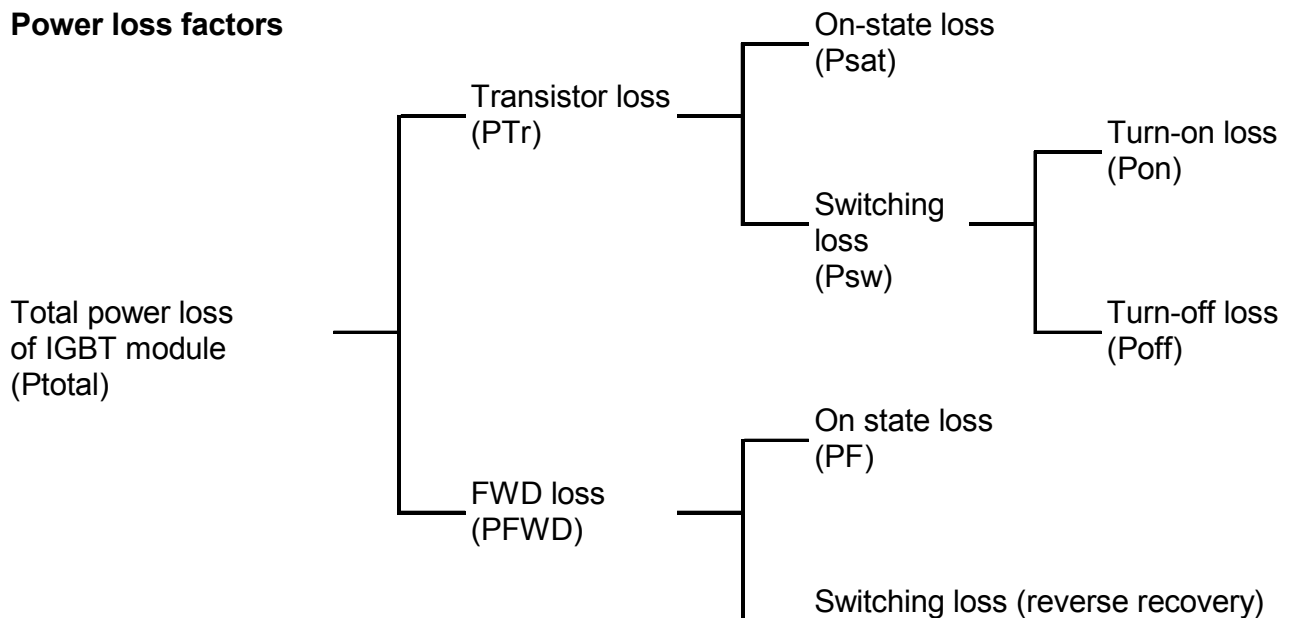 Power loss factors
On-state loss
(Psat)
Transistor loss
(PTr)
Turn-on loss
(Pon)
Switching
loss
(Psw)
Total power loss
of IGBT module
(Ptotal)
Turn-off loss
(Poff)
On state loss
(PF)
FWD loss
(PFWD)
Switching loss (reverse recovery)